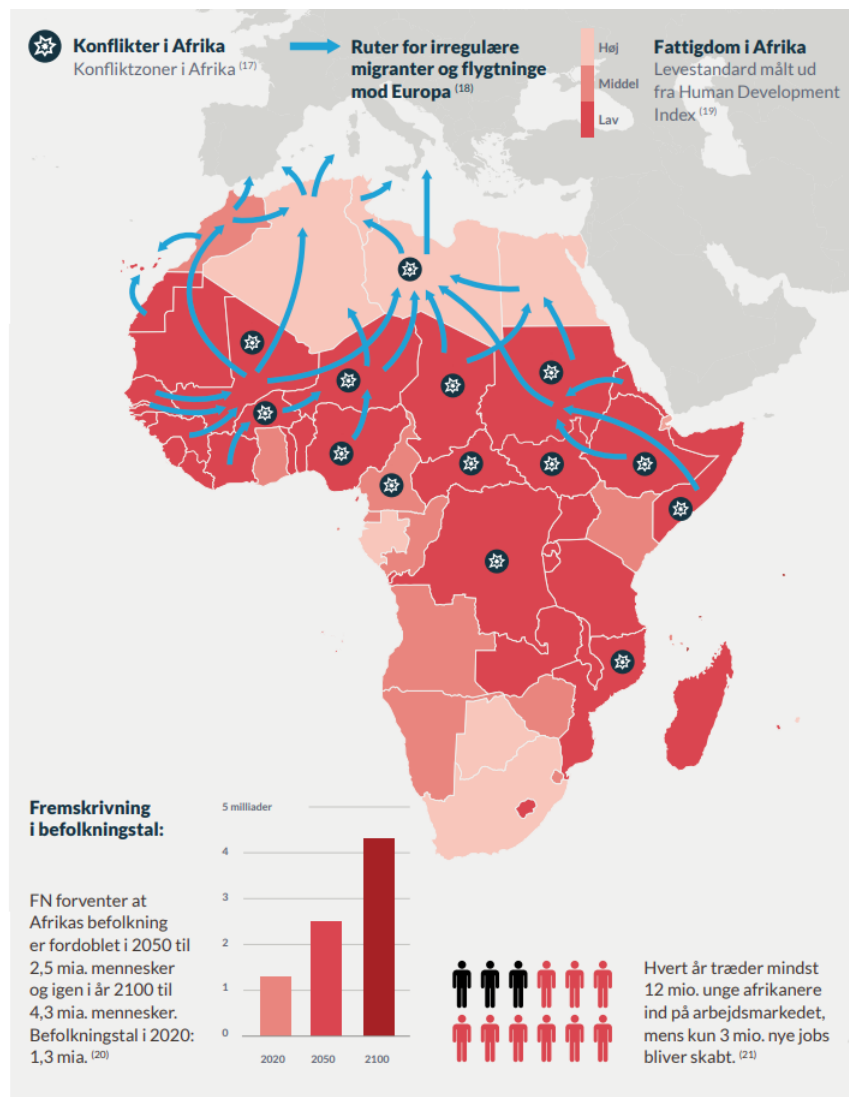 Konflikter i Afrika
Konfliktzoner i Afrika (17)
Ruter for irregulære
migranter og flygtninge
mod Europa (18)
Høj
Middel
Lav
Fattigdom i Afrika
Levestandard målt ud
fra Human Development
Index (19)
Fremskrivning
i befolkningstal:
FN forventer at
Afrikas befolkning
er fordoblet i 2050 til
2,5 mia. mennesker
og igen i år 2100 til
4,3 mia. mennesker.
Befolkningstal i 2020:
1,3 mia. (20)
5 milliader
4
3
2
1
0
2020 2050 2100
Hvert år træder mindst
12 mio. unge afrikanere
ind på arbejdsmarkedet,
mens kun 3 mio. nye jobs
bliver skabt. (21)